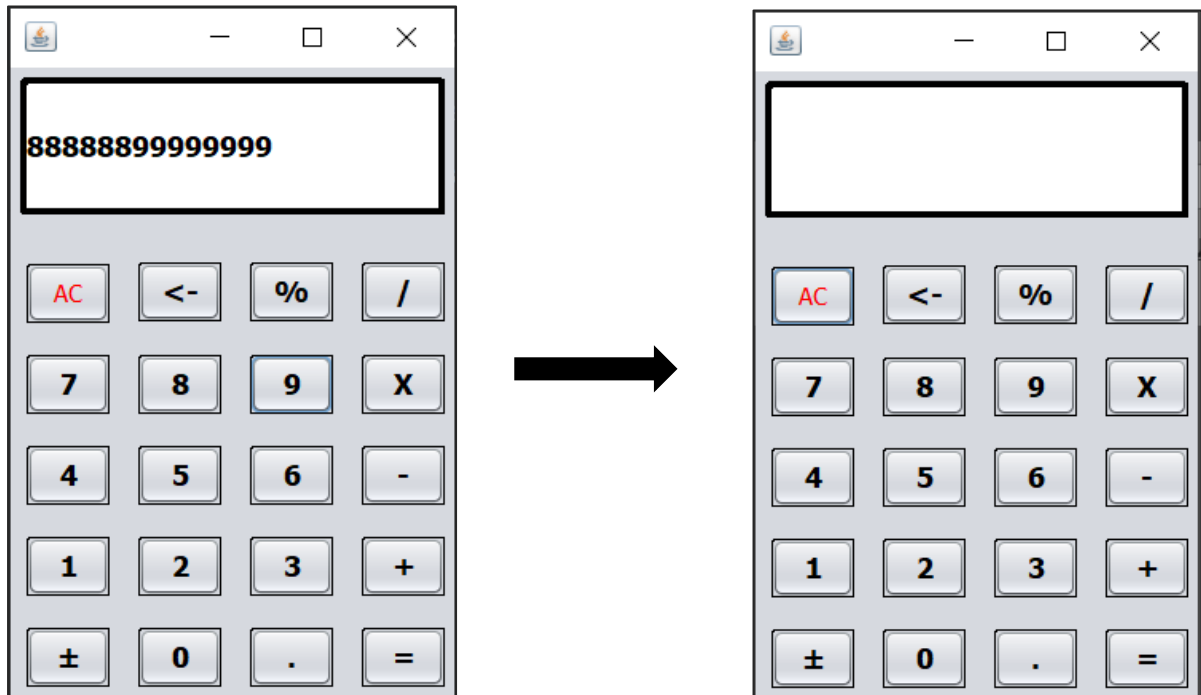 88888899999999
AC <- % /
7 8 9 X
4 5 6 -
1 2 3 +
± 0 . =
AC <- % /
7 8 9 X
4 5 6 -
1 2 3 +
± 0 . =